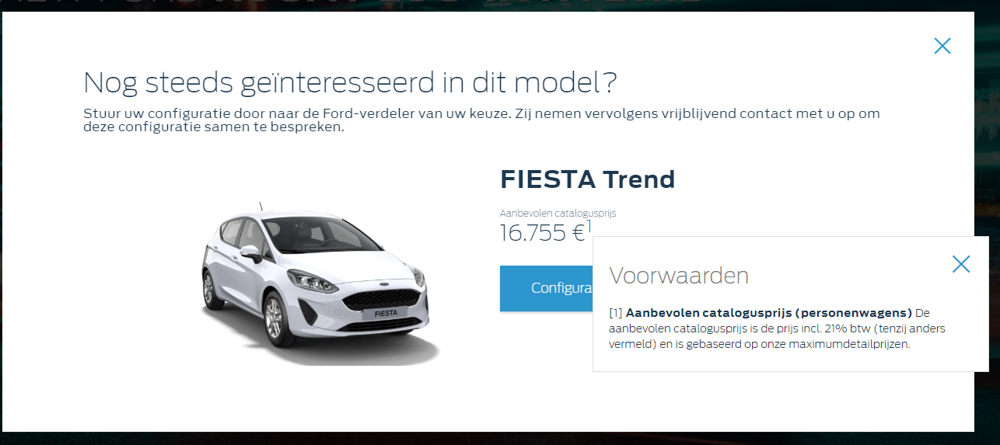 Nog steeds geïnteresseerd in dit model?
Stuur uw configuratie door naar de Ford-verdeler van uw keuze. Zij nemen vervolgens vrijblijvend contact met u op om
deze configuratie samen te bespreken.
FIESTA Trend
Aanbevolen catalogusprijs
16.755 €1
Configura
FIESTA
Voorwaarden
[1] Aanbevolen catalogusprijs (personenwagens) De
aanbevolen catalogusprijs is de prijs incl. 21% btw (tenzij anders
vermeld) en is gebaseerd op onze maximumdetailprijzen.